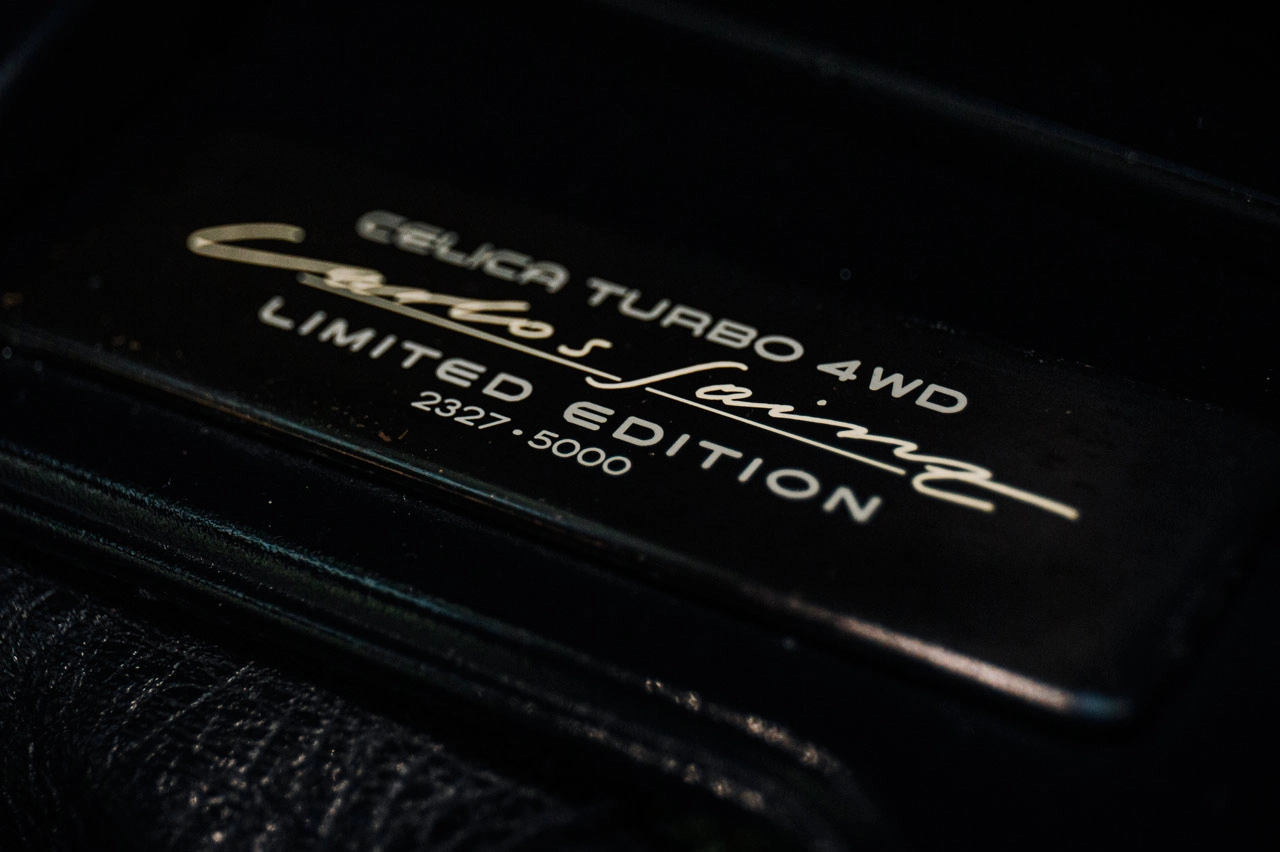 CELICA TURBO 4WD
Carlos Sainz
LIMITED EDITION
2327•5000